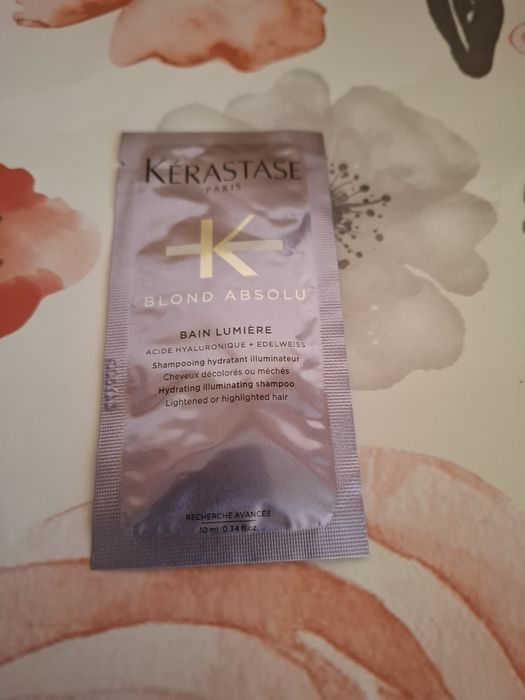 KÉRASTASE
PARIS
K
BLOND ABSOLU
BAIN LUMIÈRE
ACIDE HYALURONIQUE + EDELWEISS
Shampooing hydratant illuminateur
Cheveux décolorés ou méchés
Hydrating illuminating shampoo
Lightened or highlighted hair
RECHERCHE AVANCÉE
10 ml 0.34 fl.oz.